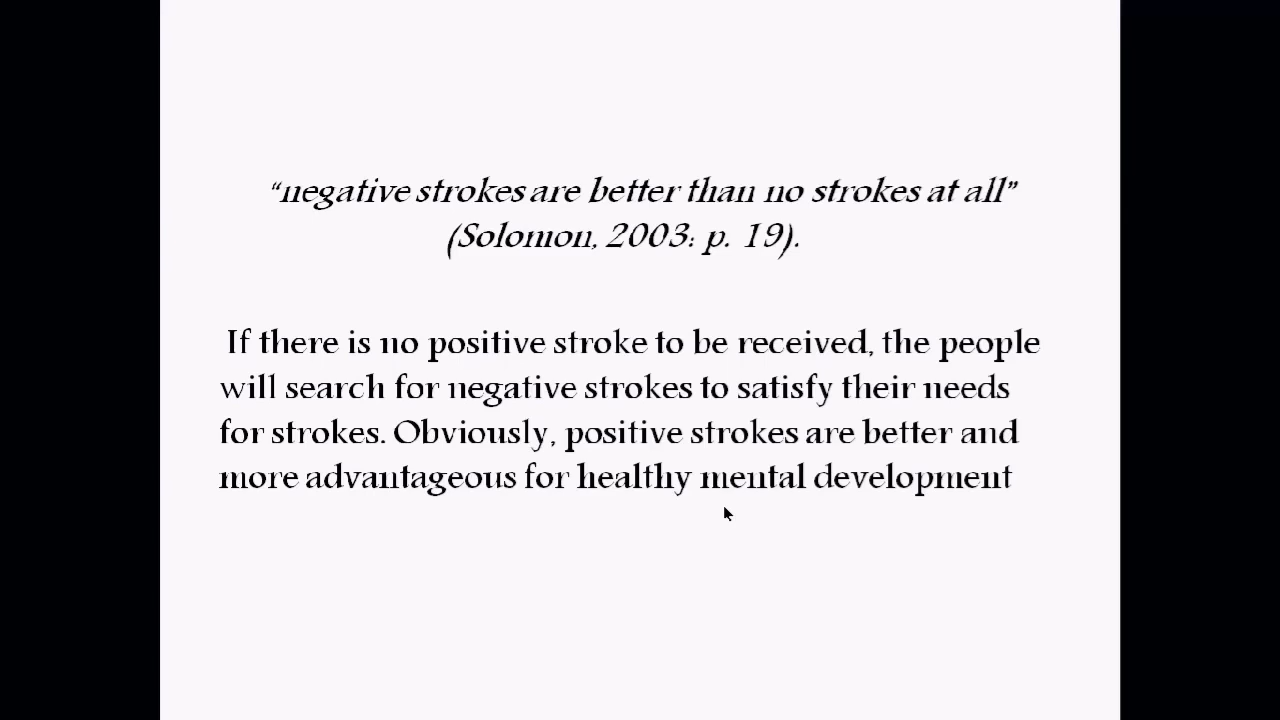 “negative strokes are better than no strokes at all”
(Solomon, 2003: p. 19).
If there is no positive stroke to be received, the people
will search for negative strokes to satisfy their needs
for strokes. Obviously, positive strokes are better and
more advantageous for healthy mental development